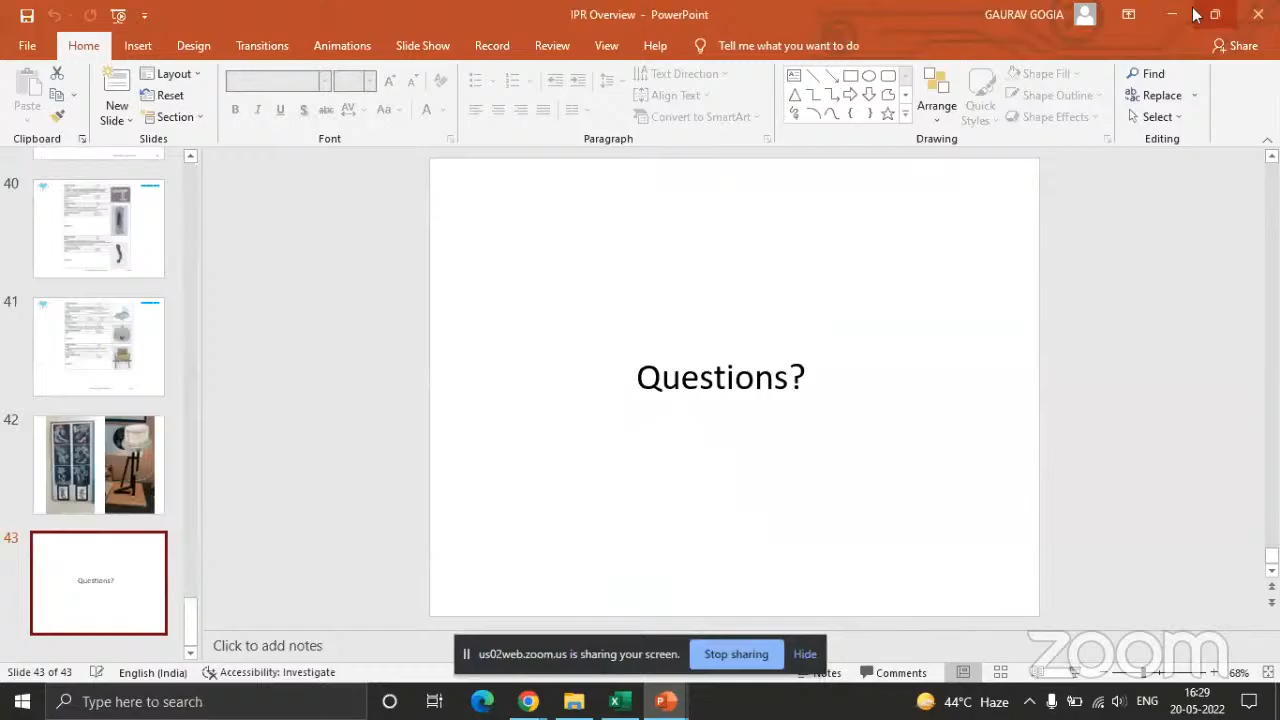 IPR Overview - PowerPoint
GAURAV GOGIA
File Home Insert Design Transitions Animations Slide Show Record Review View Help Tell me what you want to do Share
Paste
Clipboard
New Slide
Layout
Reset
Section
Slides
Font
Text Direction
Align Text
Convert to SmartArt
Paragraph
Arrange
Quick Styles
Shape Fill
Shape Outline
Shape Effects
Drawing
Find
Replace
Select
Editing
40
41
42
43
Questions?
Questions?
Click to add notes
us02web.zoom.us is sharing your screen. Stop sharing Hide
zoom
Slide 43 of 43 English (India) Accessibility: Investigate Notes Comments 68%
Type here to search
44°C Haze ENG 16:29
20-05-2022